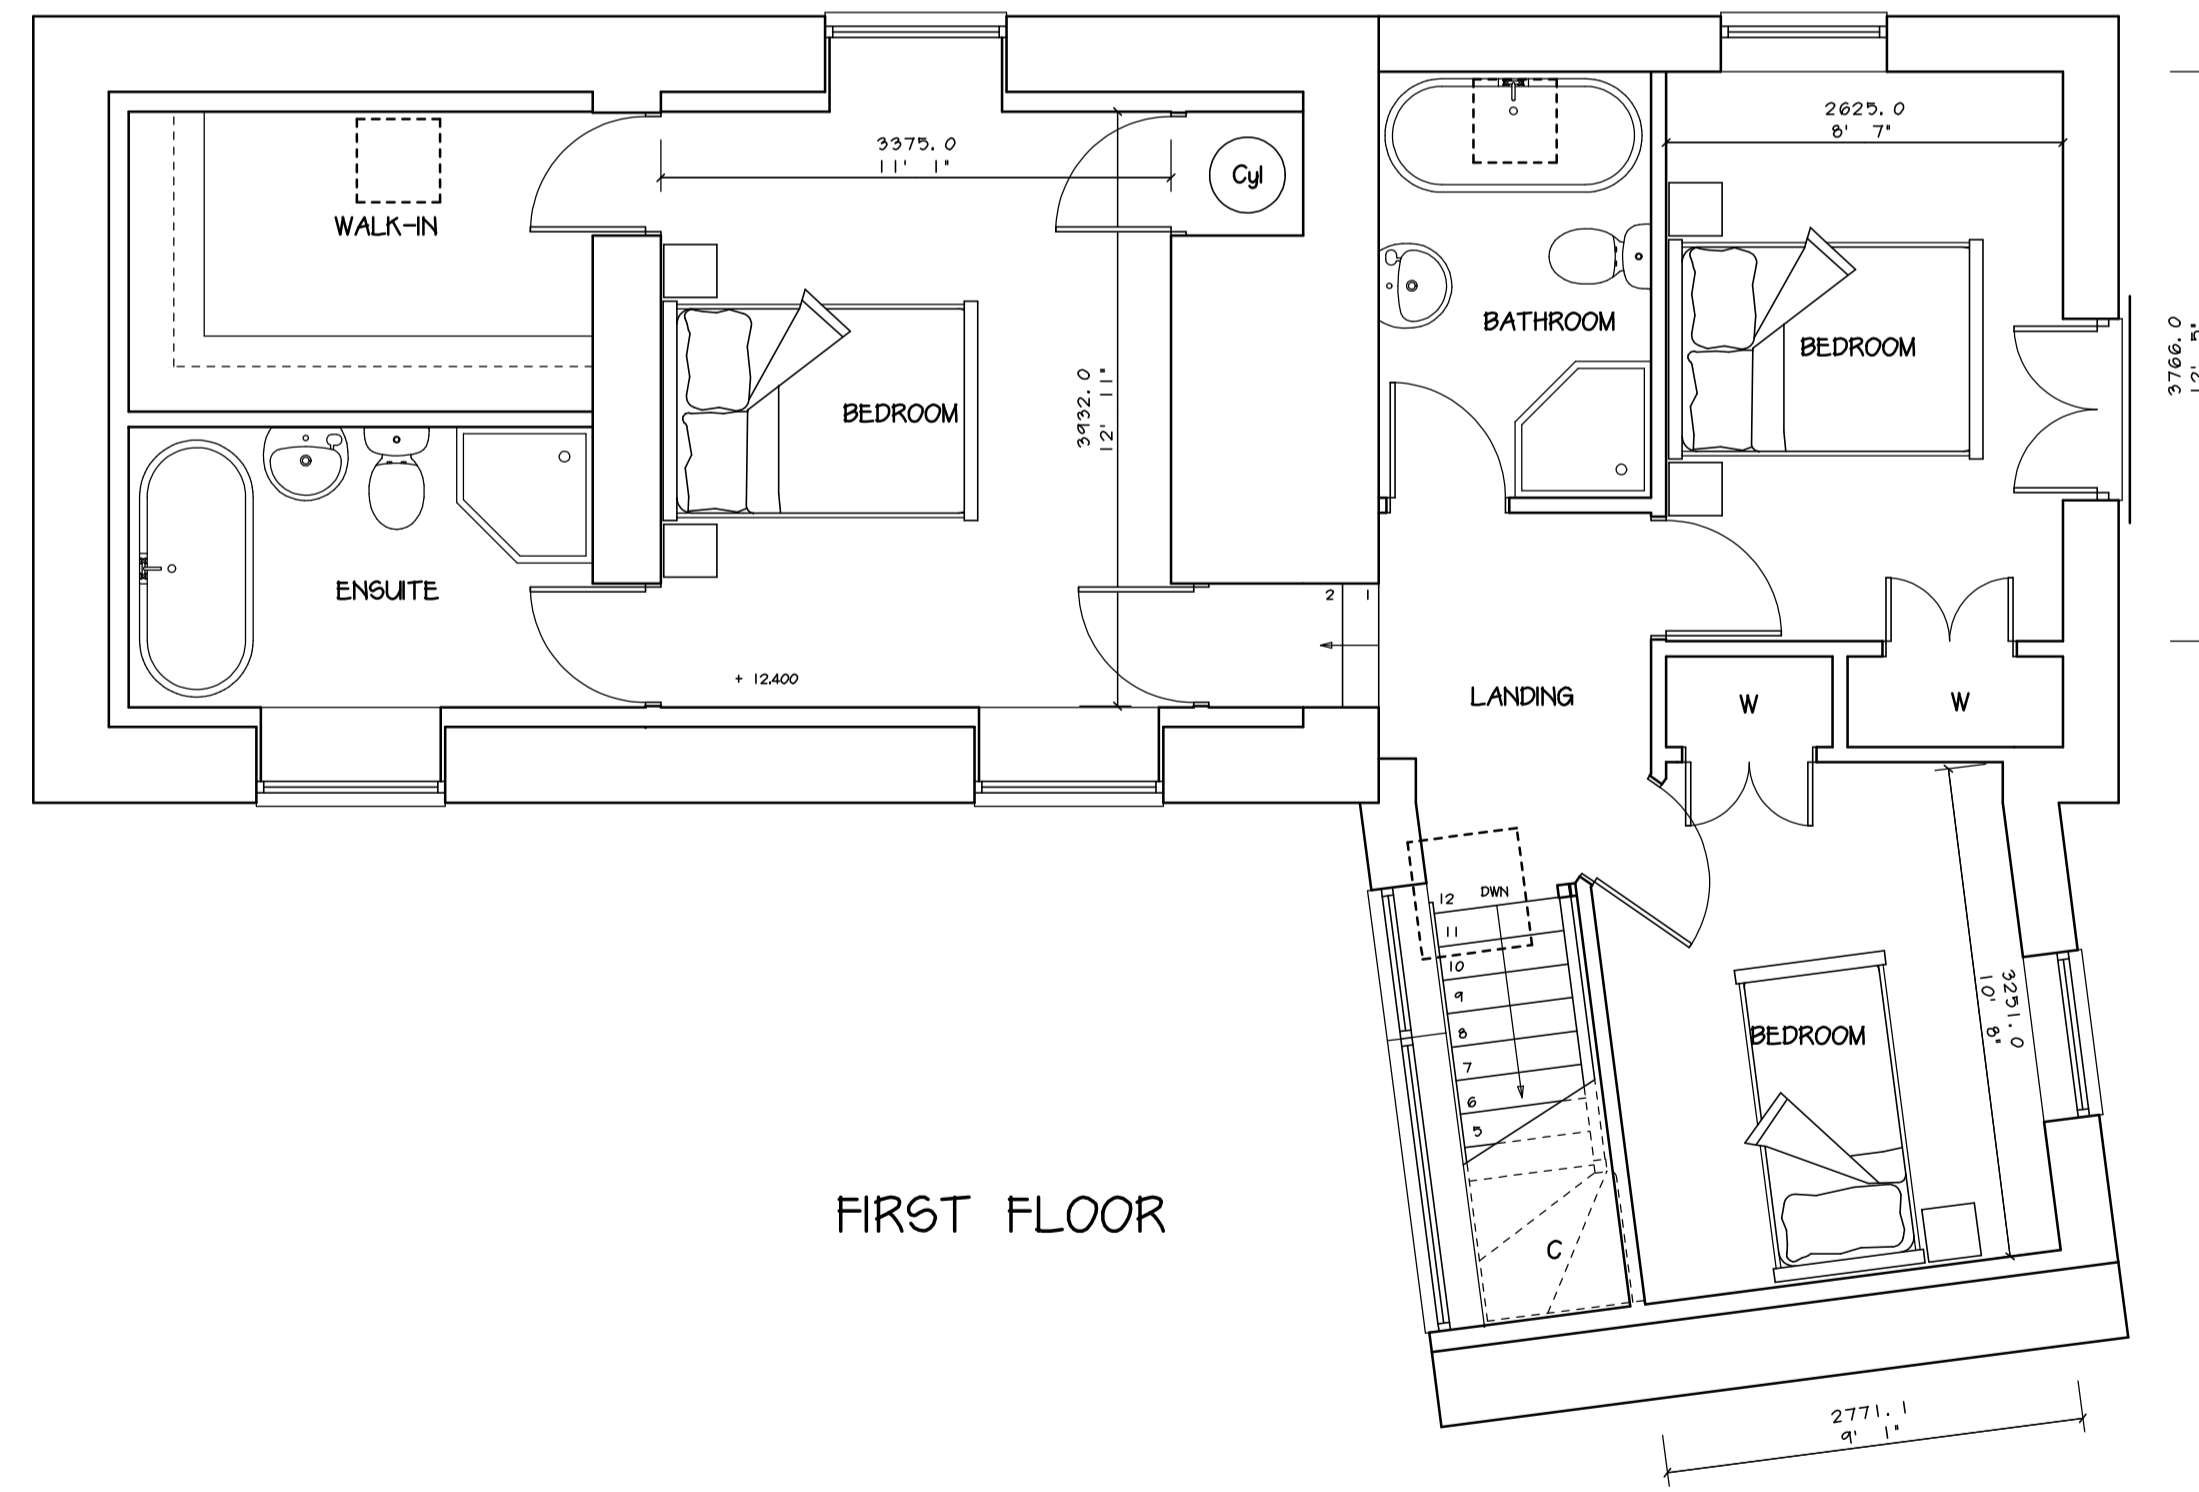 3375.0
11' 1"
Cyl
2625.0
8' 7"
WALK-IN
BATHROOM
BEDROOM
3766.0
12' 5"
BEDROOM
3932.0
12' 11"
ENSUITE
2 1
+ 12.400
LANDING
W
W
12 DWN
11
10
9
8
7
6
5
C
BEDROOM
3251.0
10' 8"
FIRST FLOOR
2771.1
9' 1"